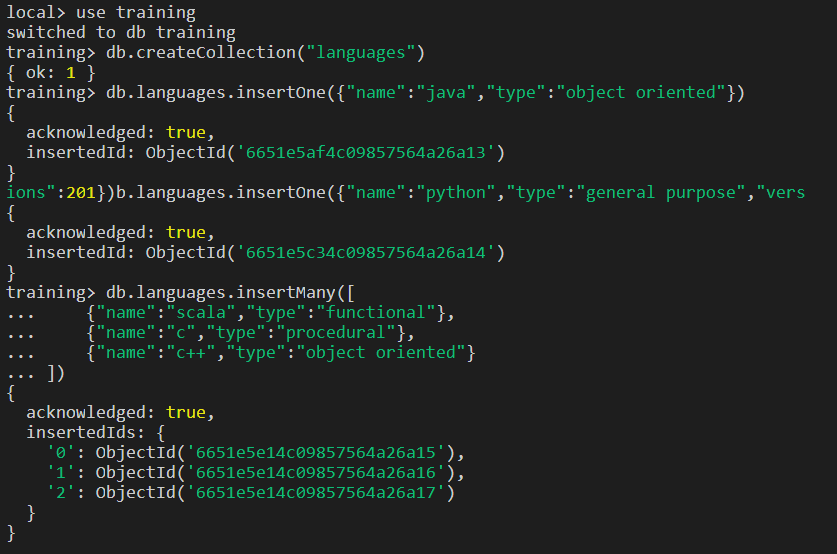 local> use training
switched to db training
training> db.createCollection("languages")
{ ok: 1 }
training> db.languages.insertOne({"name":"java","type":"object oriented"})
{
  acknowledged: true,
  insertedId: ObjectId('6651e5af4c09857564a26a13')
}
ions":201})b.languages.insertOne({"name":"python","type":"general purpose","vers
{
  acknowledged: true,
  insertedId: ObjectId('6651e5c34c09857564a26a14')
}
training> db.languages.insertMany([
...     {"name":"scala","type":"functional"},
...     {"name":"c","type":"procedural"},
...     {"name":"c++","type":"object oriented"}
... ])
{
  acknowledged: true,
  insertedIds: {
    '0': ObjectId('6651e5e14c09857564a26a15'),
    '1': ObjectId('6651e5e14c09857564a26a16'),
    '2': ObjectId('6651e5e14c09857564a26a17')
  }
}